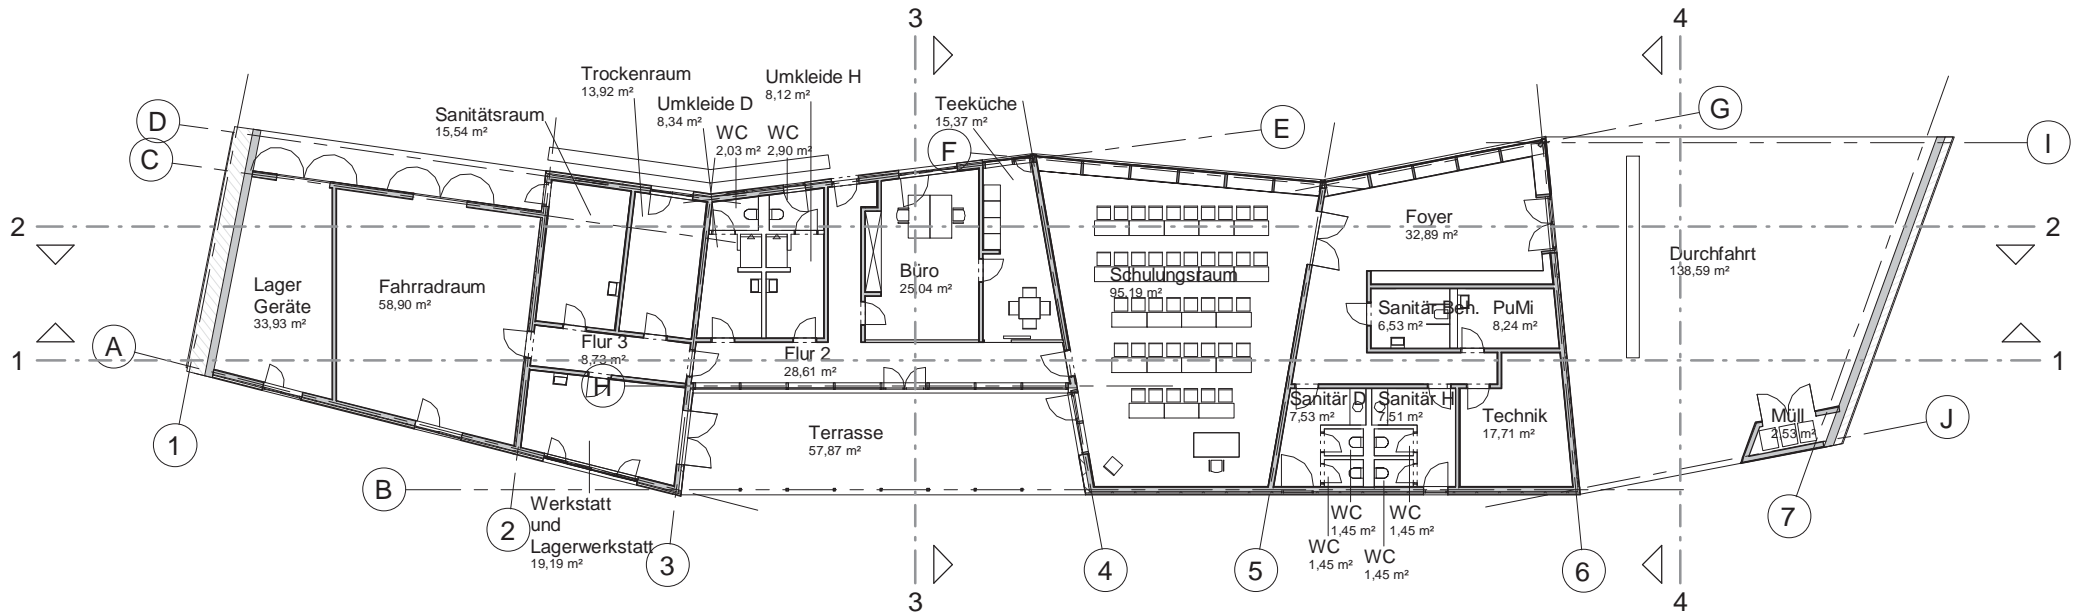 3
4
Trockenraum
13,92 m²
Umkleide H
8,12 m²
Umkleide D
8,34 m²
Sanitätsraum
15,54 m²
WC
2,03 m²
WC
2,90 m²
Teeküche
15,37 m²
D
C
E
F
G
I
2
2
Foyer
32,89 m²
Durchfahrt
138,59 m²
Lager
Geräte
33,93 m²
Fahrradraum
58,90 m²
Büro
25,04 m²
Schulungsraum
95,19 m²
Sanitär Beh.
6,53 m²
PuMi
8,24 m²
A
1
1
Flur 3
8,73 m²
Flur 2
28,61 m²
H
Sanitär D
7,53 m²
Sanitär H
7,51 m²
Technik
17,71 m²
Müll
2,53 m²
J
Terrasse
57,87 m²
1
B
Werkstatt
und
Lagerwerkstatt
19,19 m²
WC
1,45 m²
WC
1,45 m²
WC
1,45 m²
WC
1,45 m²
2
3
4
5
6
7
3
4